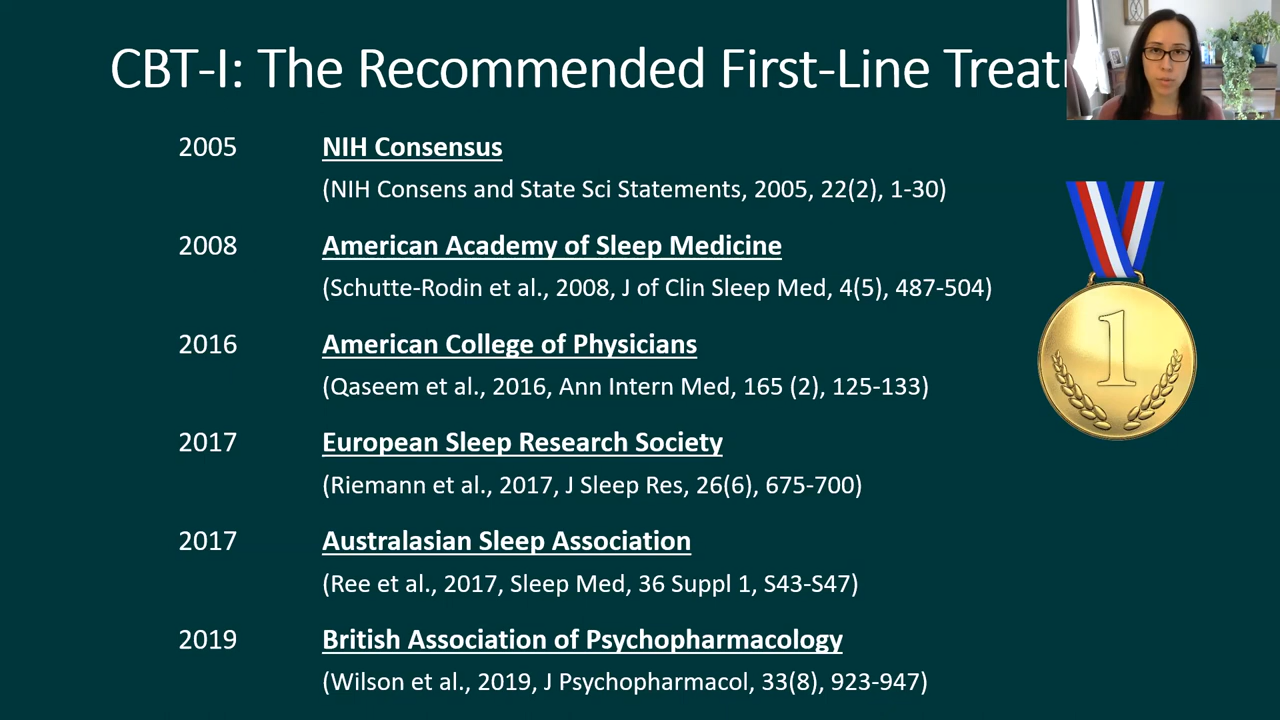 CBT-I: The Recommended First-Line
2005 NIH Consensus
(NIH Consens and State Sci Statements, 2005, 22(2), 1-30)
2008 American Academy of Sleep Medicine
(Schutte-Rodin et al., 2008, J of Clin Sleep Med, 4(5), 487-504)
2016 American College of Physicians
(Qaseem et al., 2016, Ann Intern Med, 165 (2), 125-133)
2017 European Sleep Research Society
(Riemann et al., 2017, J Sleep Res, 26(6), 675-700)
2017 Australasian Sleep Association
(Ree et al., 2017, Sleep Med, 36 Suppl 1, S43-S47)
2019 British Association of Psychopharmacology
(Wilson et al., 2019, J Psychopharmacol, 33(8), 923-947)
1